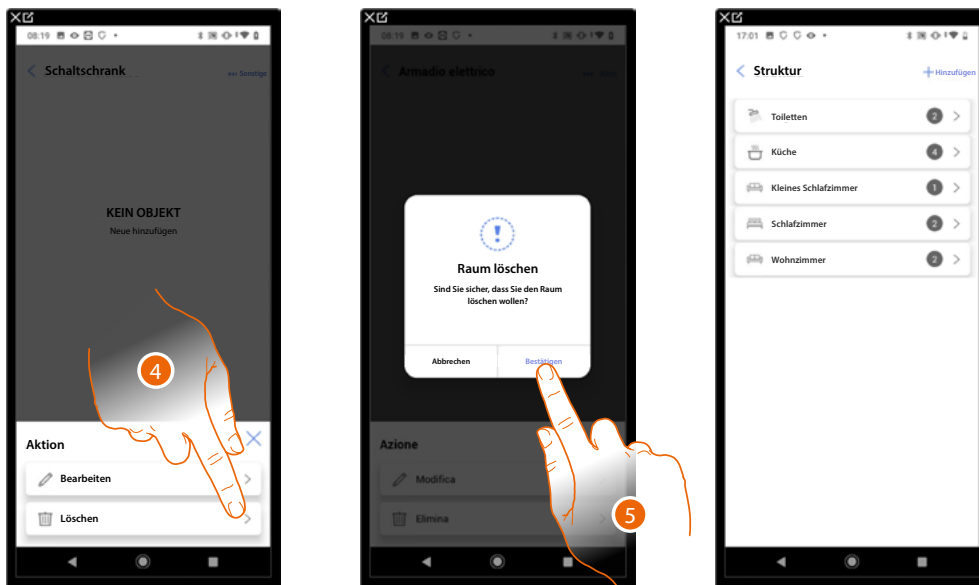 08:19
Schaltschrank
Sonstige
KEIN OBJEKT
Neue hinzufügen
4
Aktion
Bearbeiten
Löschen
08:19
Armadio elettrico
Raum löschen
Sind Sie sicher, dass Sie den Raum
löschen wollen?
Abbrechen
Bestätigen
Azione
Modifica
Elimina
5
17:01
Struktur
Hinzufügen
Toiletten
2
Küche
4
Kleines Schlafzimmer
1
Schlafzimmer
2
Wohnzimmer
2